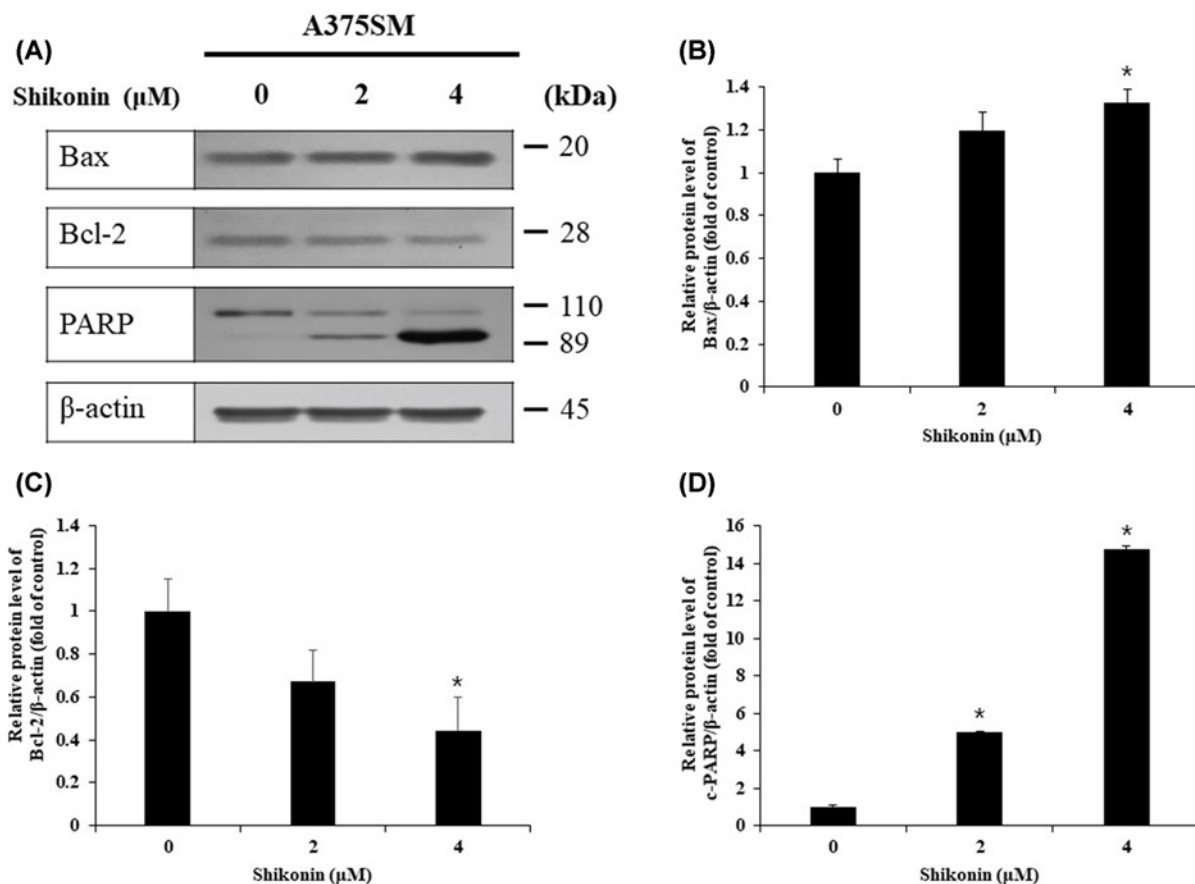 (A)
A375SM
Shikonin (μM) 0 2 4 (kDa)
Bax 20
Bcl-2 28
PARP 110
89
β-actin 45
(B)
Relative protein level of
Bax/β-actin (fold of control)
1.4
1.2
1
0.8
0.6
0.4
0.2
0
*
0 2 4
Shikonin (μM)
(C)
Relative protein level of
Bcl-2/β-actin (fold of control)
1.4
1.2
1
0.8
0.6
0.4
0.2
0
*
0 2 4
Shikonin (μM)
(D)
Relative protein level of
c-PARP/β-actin (fold of control)
16
14
12
10
8
6
4
2
0
*
*
0 2 4
Shikonin (μM)